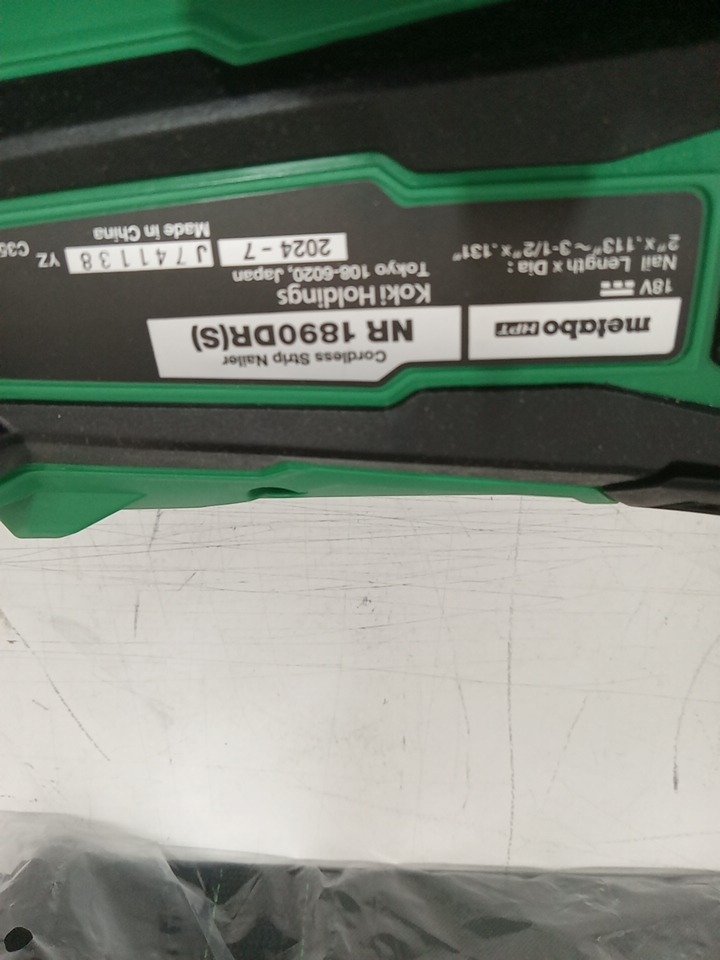 metabo HPT
Cordless Strip Nailer
NR 1890DR(S)
18V
Nail Length x Dia :
2"x .113"~3-1/2"x .131"
Koki Holdings
Tokyo 108-6020, Japan
2024 - 7
J 741138
YZ
Made in China